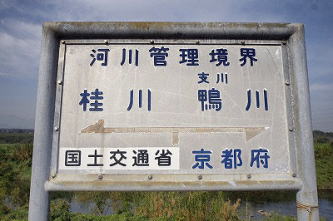 河川管理境界
支川
桂川 鴨川
国土交通省 京都府